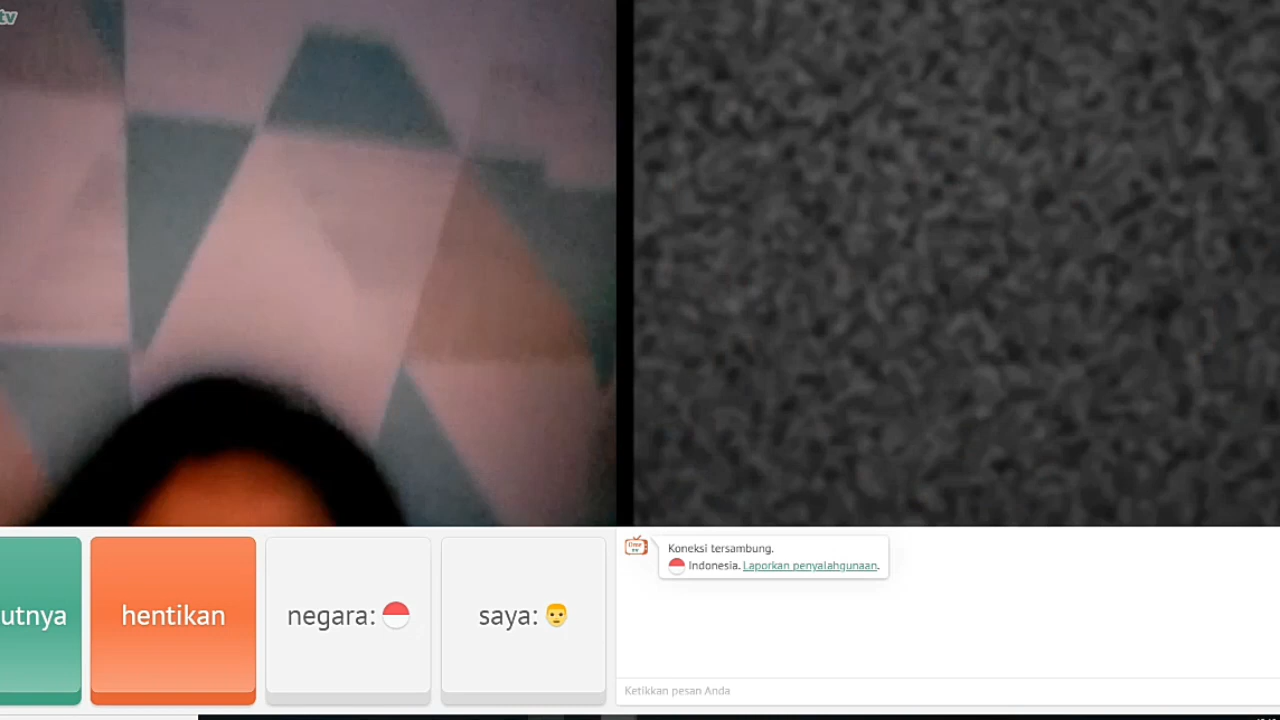 tv
utnya
hentikan
negara:
saya:
Koneksi tersambung.
Indonesia. Laporkan penyalahgunaan.
Ketikkan pesan Anda